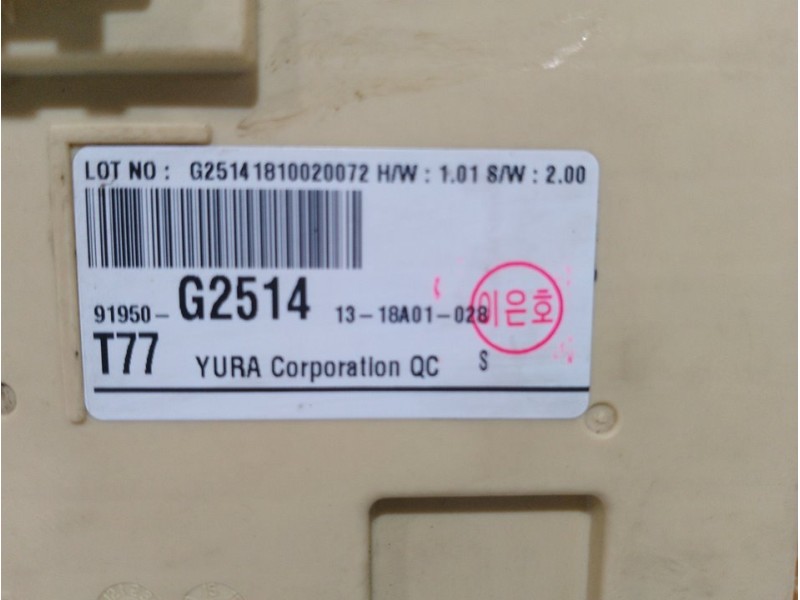 LOT NO : G25141810020072 H/W : 1.01 S/W : 2.00
91950- G2514 13-18A01-028
이은호
T77 YURA Corporation QC S